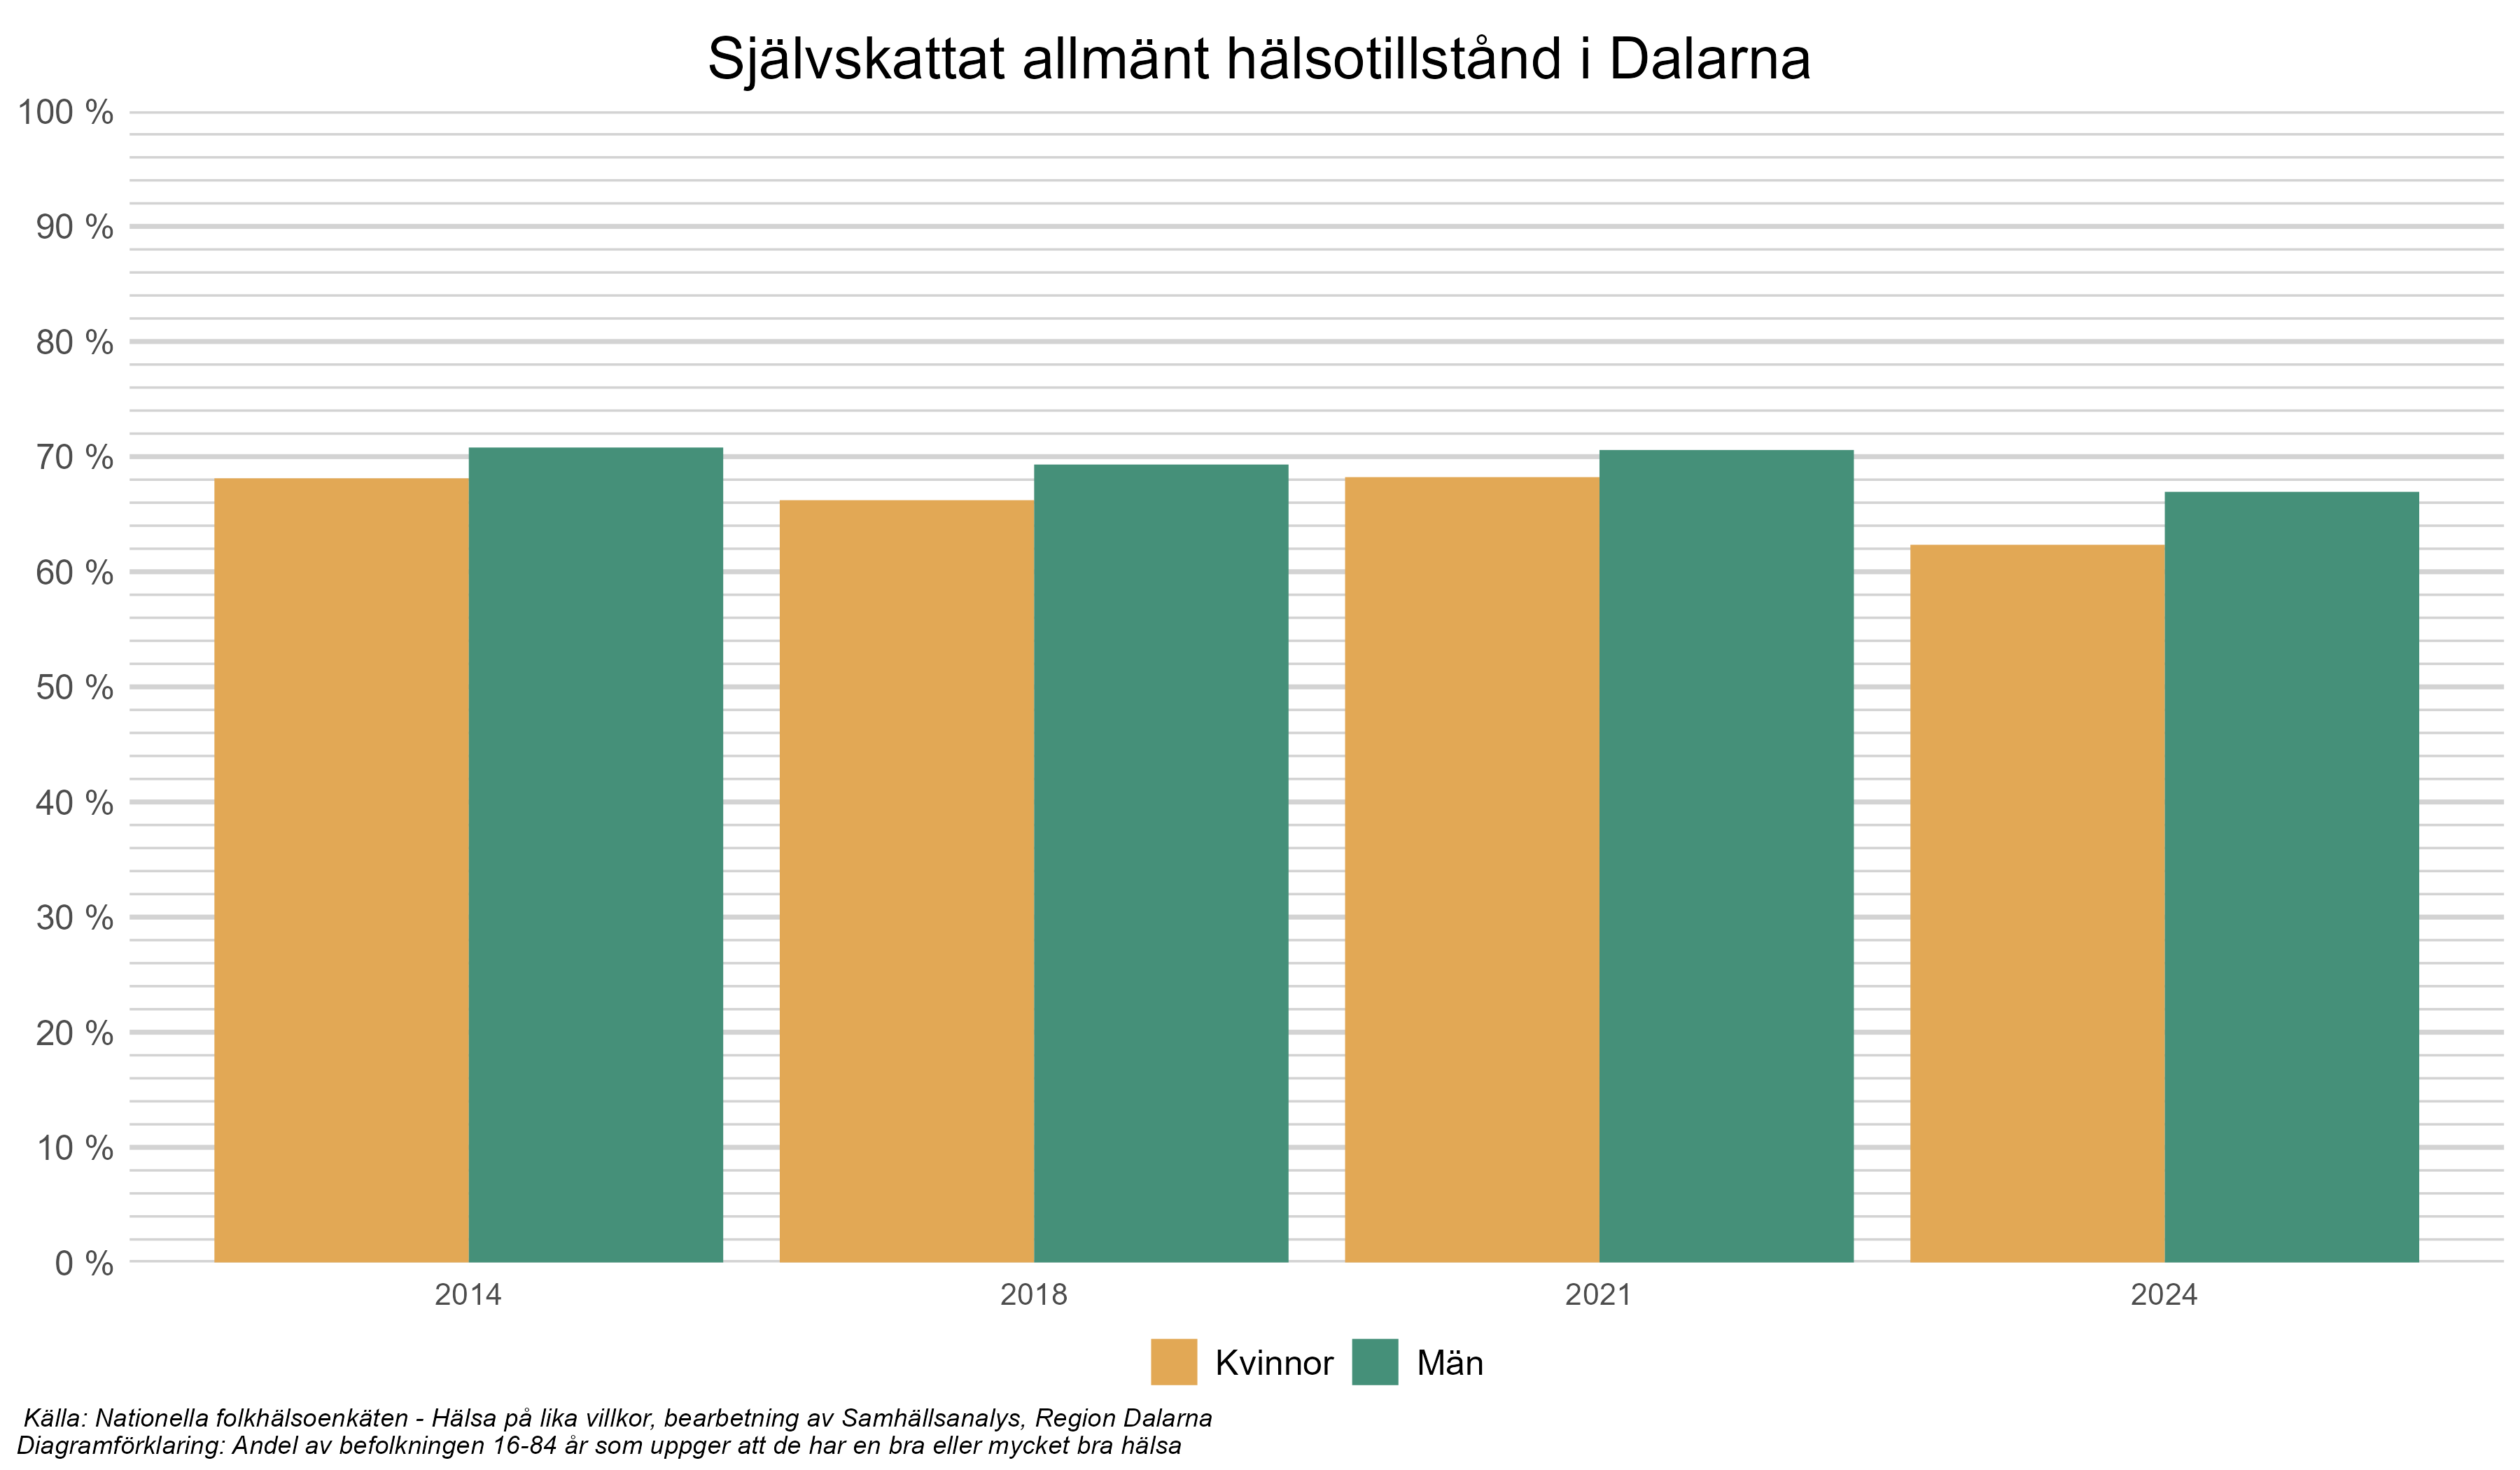 Självskattat allmänt hälsotillstånd i Dalarna
100 %
90 %
80 %
70 %
60 %
50 %
40 %
30 %
20 %
10 %
0 %
2014 2018 2021 2024
Kvinnor Män
Källa: Nationella folkhälsoenkäten - Hälsa på lika villkor, bearbetning av Samhällsanalys, Region Dalarna
Diagramförklaring: Andel av befolkningen 16-84 år som uppger att de har en bra eller mycket bra hälsa